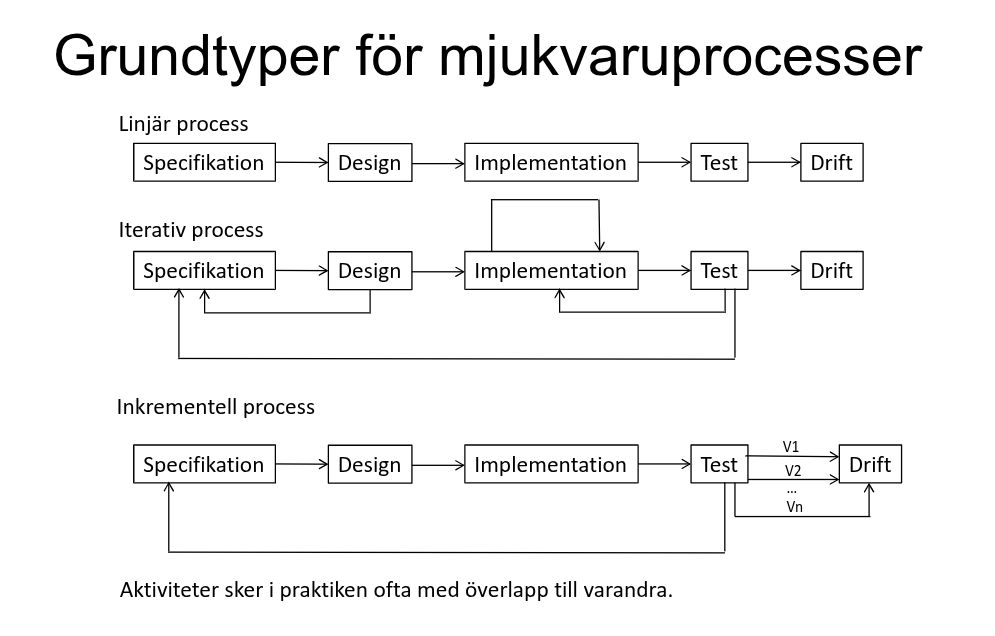 Grundtyper för mjukvaruprocesser
Linjär process
Specifikation Design Implementation Test Drift
Iterativ process
Specifikation Design Implementation Test Drift
Inkrementell process
Specifikation Design Implementation Test Drift
V1
V2
...
Vn
Aktiviteter sker i praktiken ofta med överlapp till varandra.